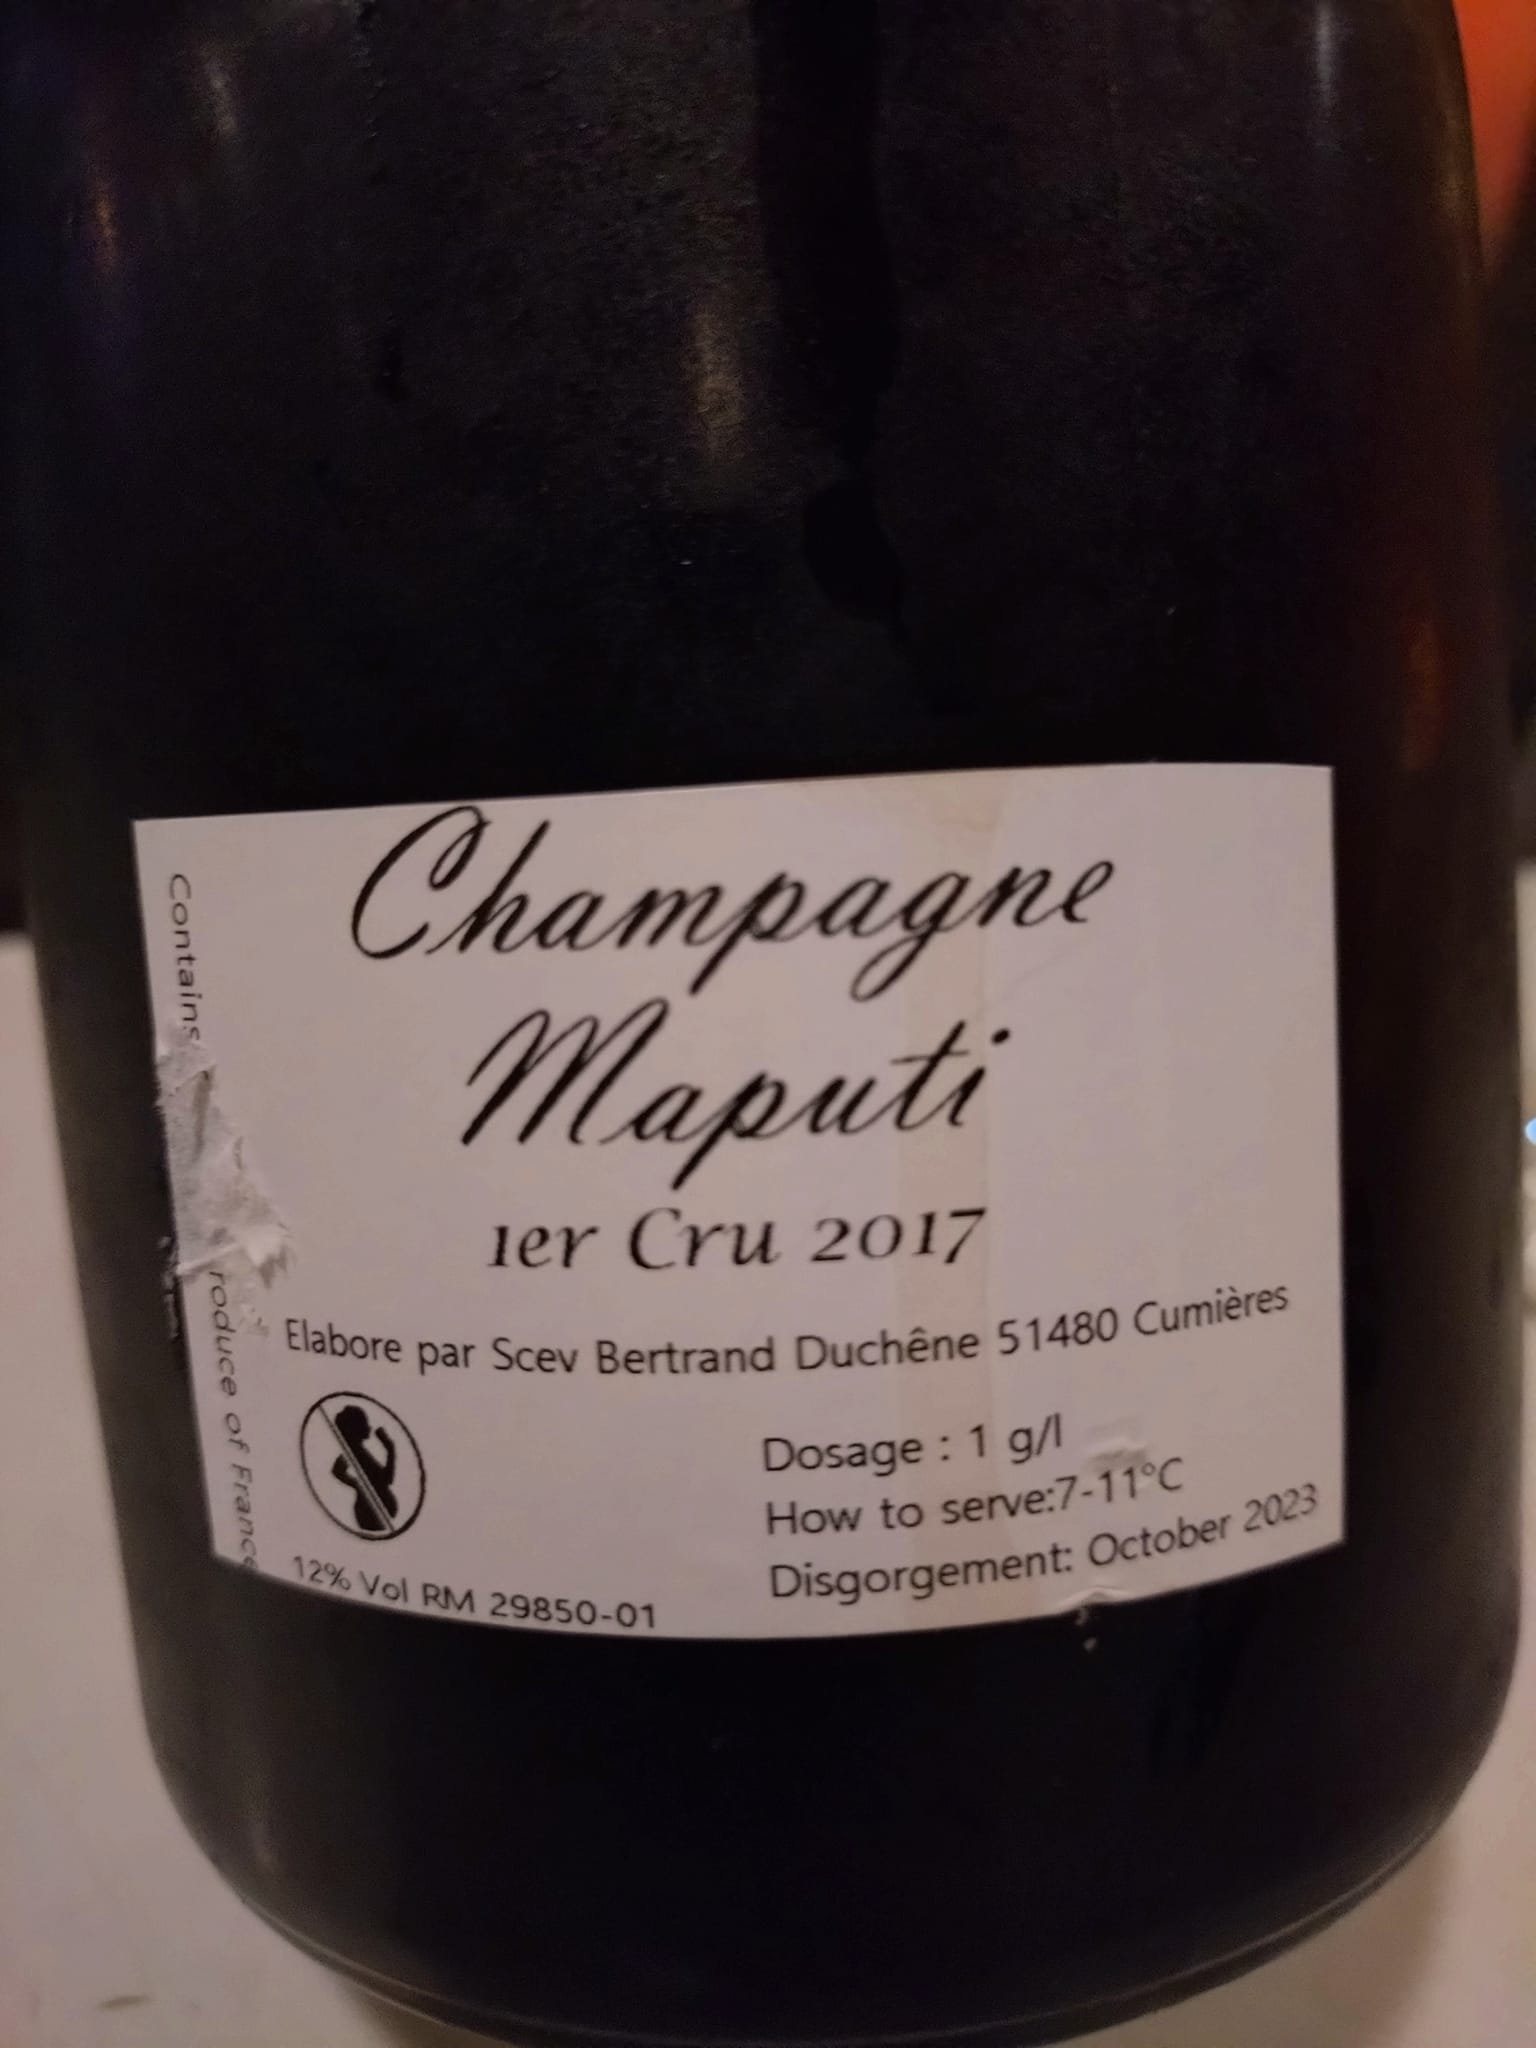 Champagne
Maputi
1er Cru 2017
Elabore par Scev Bertrand Duchêne 51480 Cumières
Dosage : 1 g/l
How to serve:7-11°C
Disgorgement: October 2023
12% Vol RM 29850-01
Contains
roduce of France